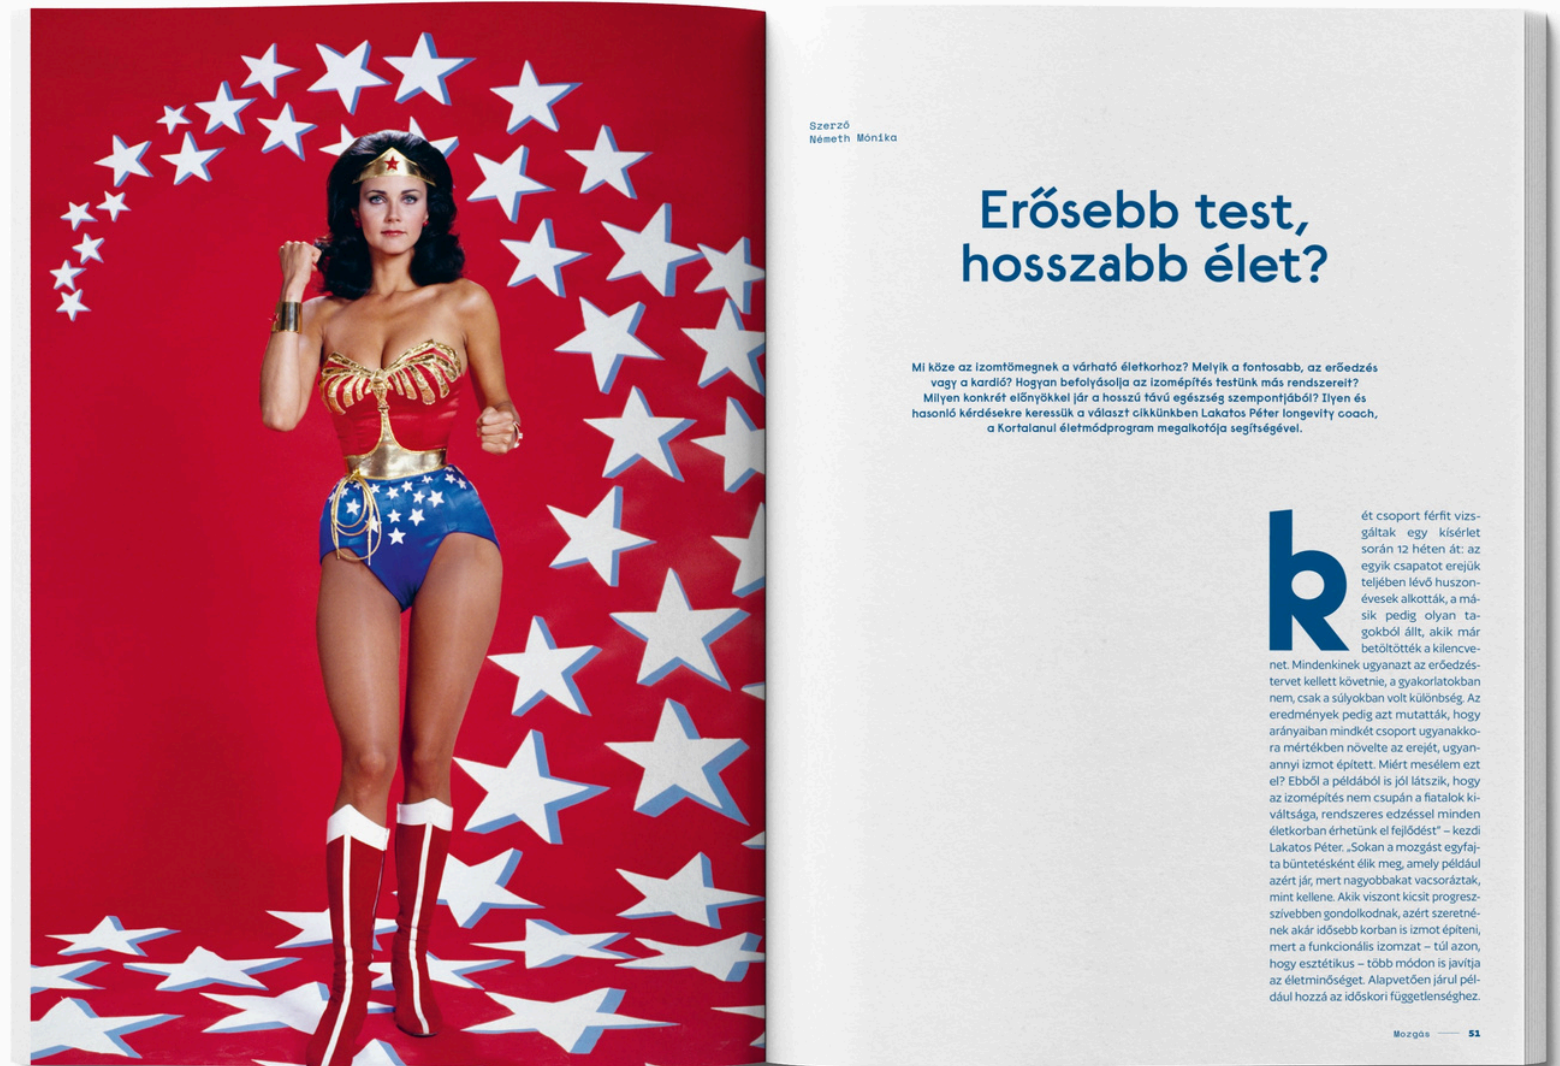 Szerző
Németh Mónika
Erősebb test,
hosszabb élet?
Mi köze az izomtömegnek a várható életkorhoz? Melyik a fontosabb, az erőedzés
vagy a kardió? Hogyan befolyásolja az izomépítés testünk más rendszereit?
Milyen konkrét előnyökkel jár a hosszú távú egészség szempontjából? Ilyen és
hasonló kérdésekre keressük a választ cikkünkben Lakatos Péter longevity coach,
a Kortalanul életmódprogram megalkotója segítségével.
két csoport férfit vizs-
gáltak egy kísérlet
során 12 héten át: az
egyik csapatot erejük
teljében lévő huszon-
évesek alkották, a má-
sik pedig olyan ta-
gokból állt, akik már
betöltötték a kilencve-
net. Mindenkinek ugyanazt az erőedzés-
tervet kellett követnie, a gyakorlatokban
nem, csak a súlyokban volt különbség. Az
eredmények pedig azt mutatták, hogy
arányaiban mindkét csoport ugyanakko-
ra mértékben növelte az erejét, ugyan-
annyi izmot épített. Miért mesélem ezt
el? Ebből a példából is jól látszik, hogy
az izomépítés nem csupán a fiatalok ki-
váltsága, rendszeres edzéssel minden
életkorban érhetünk el fejlődést” – kezdi
Lakatos Péter. „Sokan a mozgást egyfaj-
ta büntetésként élik meg, amely például
azért jár, mert nagyobbakat vacsoráztak,
mint kellene. Akik viszont kicsit progresz-
szívebben gondolkodnak, azért szeretné-
nek akár idősebb korban is izmot építeni,
mert a funkcionális izomzat – túl azon,
hogy esztétikus – több módon is javítja
az életminőséget. Alapvetően járul pél-
dául hozzá az időskori függetlenséghez.
Mozgás — 51